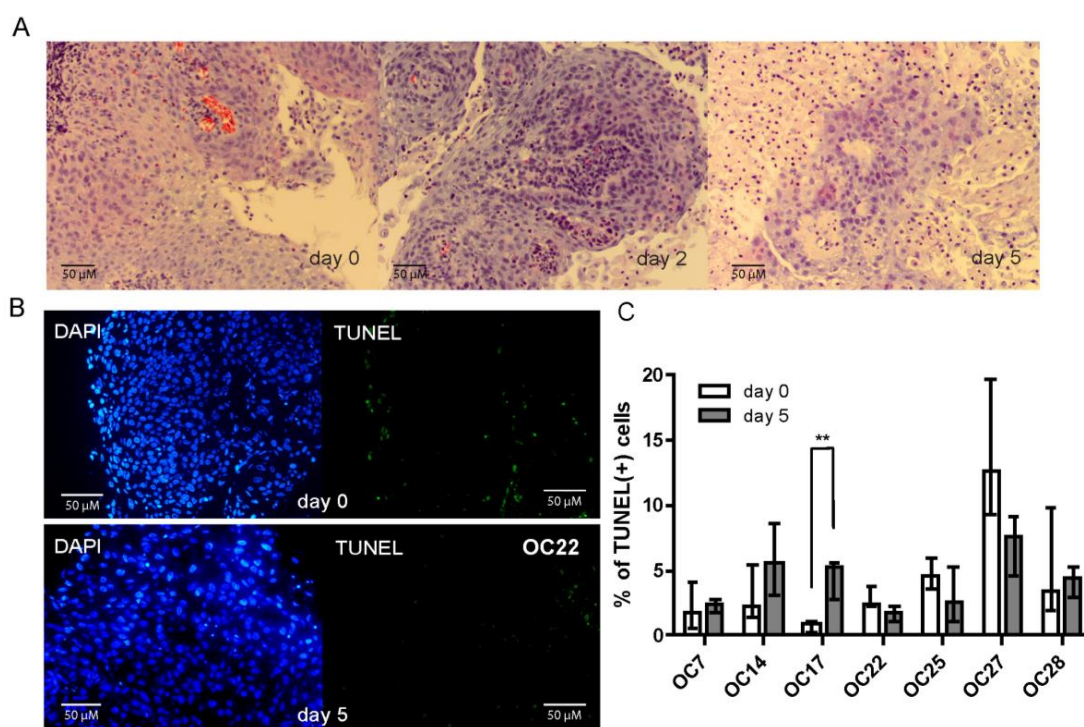 A
50 µM
day 0
50 µM
day 2
50 µM
day 5
B
DAPI
TUNEL
50 µM
day 0
50 µM
DAPI
TUNEL
OC22
50 µM
day 5
50 µM
C
% of TUNEL(+) cells
20
15
10
5
0
day 0
day 5
**
OC7
OC14
OC17
OC22
OC25
OC27
OC28